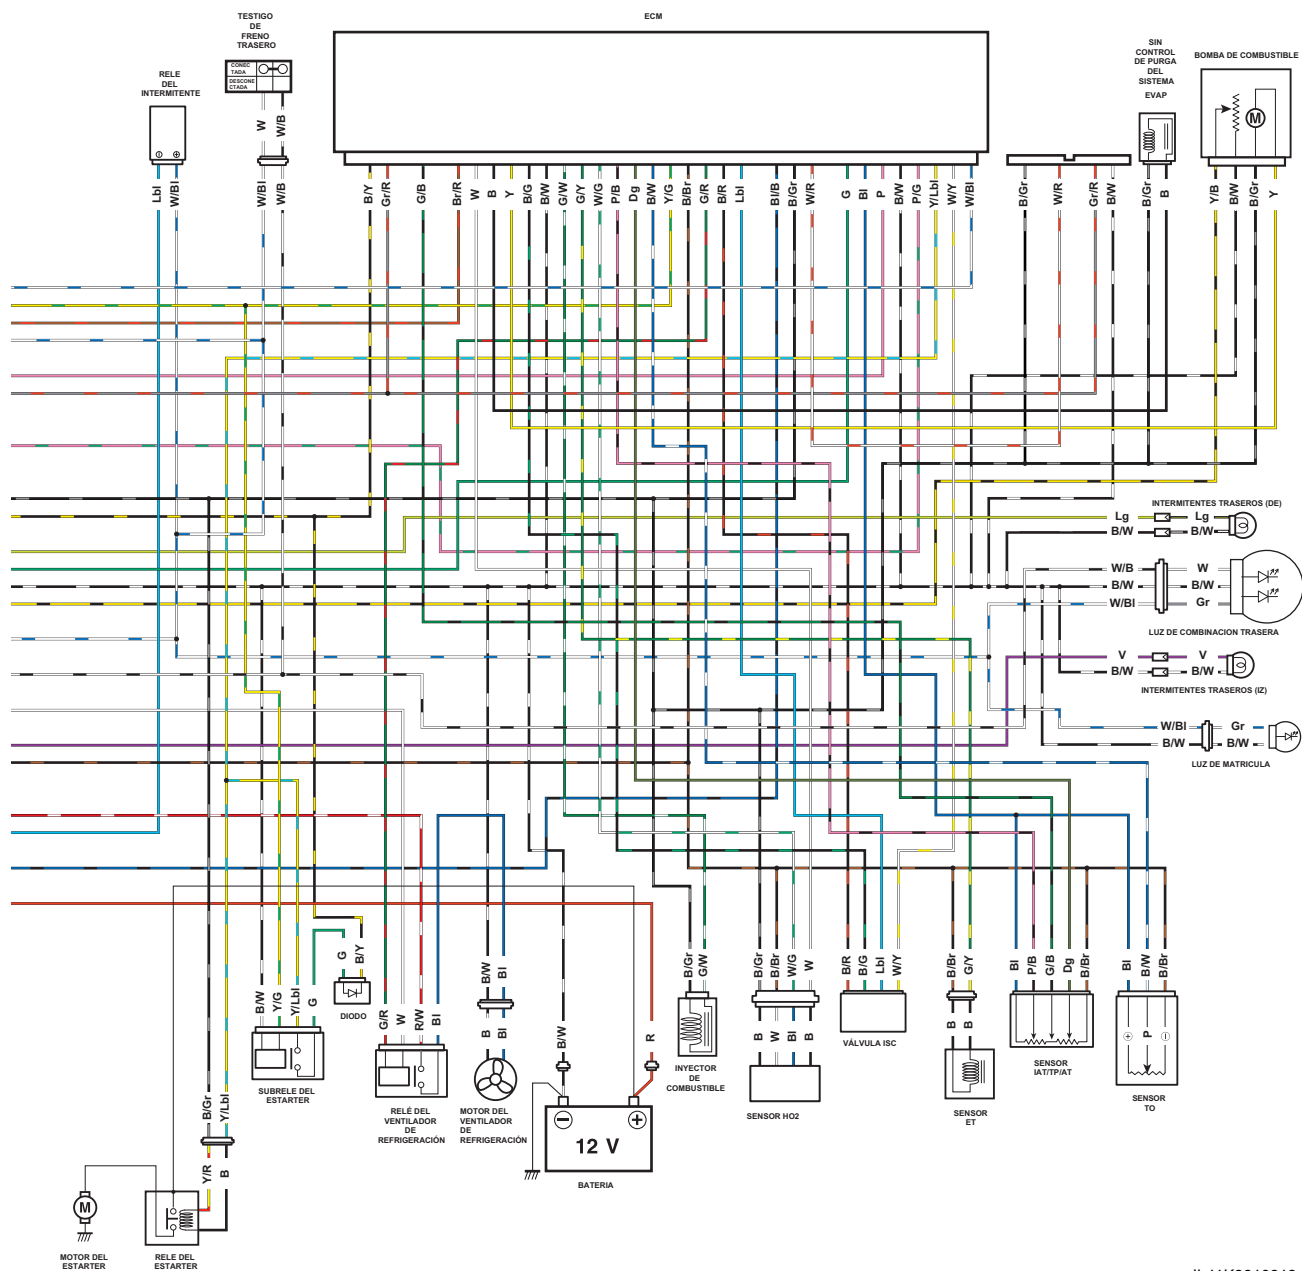 TESTIGO
DE
FRENO
TRASERO
CONEC
TADA
DESCONE
CTADA
RELE
DEL
INTERMITENTE
ECM
SIN
CONTROL
DE PURGA
DEL
SISTEMA
EVAP
BOMBA DE COMBUSTIBLE
M
W
W/B
Lbl
W/Bl
W/Bl
W/B
B/Y
Gr/R
G/B
Br/R
W
B
Y
B/G
B/W
G/W
G/Y
W/G
P/B
Dg
B/W
Y/G
B/Br
G/R
B/R
Lbl
Bl/B
B/Gr
W/R
G
Bl
P
B/W
P/G
Y/Lbl
W/Y
W/Bl
B/Gr
W/R
Gr/R
B/W
B/Gr
B
Y/B
B/W
B/Gr
Y
INTERMITENTES TRASEROS (DE)
Lg
Lg
B/W
B/W
W/B
W
B/W
B/W
W/Bl
Gr
LUZ DE COMBINACION TRASERA
V
V
B/W
B/W
INTERMITENTES TRASEROS (IZ)
W/Bl
Gr
B/W
B/W
LUZ DE MATRICULA
B/W
Y/G
Y/Lbl
G
G
B/Y
DIODO
SUBRELE DEL
ESTARTER
G/R
W
R/W
Bl
RELÉ DEL
VENTILADOR
DE
REFRIGERACIÓN
B/W
Bl
B
Bl
MOTOR DEL
VENTILADOR
DE
REFRIGERACIÓN
B/W
R
12 V
BATERIA
B/Gr
G/W
INYECTOR
DE
COMBUSTIBLE
B/Gr
B/Br
W/G
W
B
W
Bl
B
SENSOR HO2
B/R
B/G
Lbl
W/Y
VÁLVULA ISC
B/Br
G/Y
B
B
SENSOR
ET
Bl
P/B
G/B
Dg
B/Br
SENSOR
IAT/TP/AT
Bl
B/W
B/Br
P
SENSOR
TO
B/Gr
Y/Lbl
Y/R
B
M
MOTOR DEL
ESTARTER
RELE DEL
ESTARTER